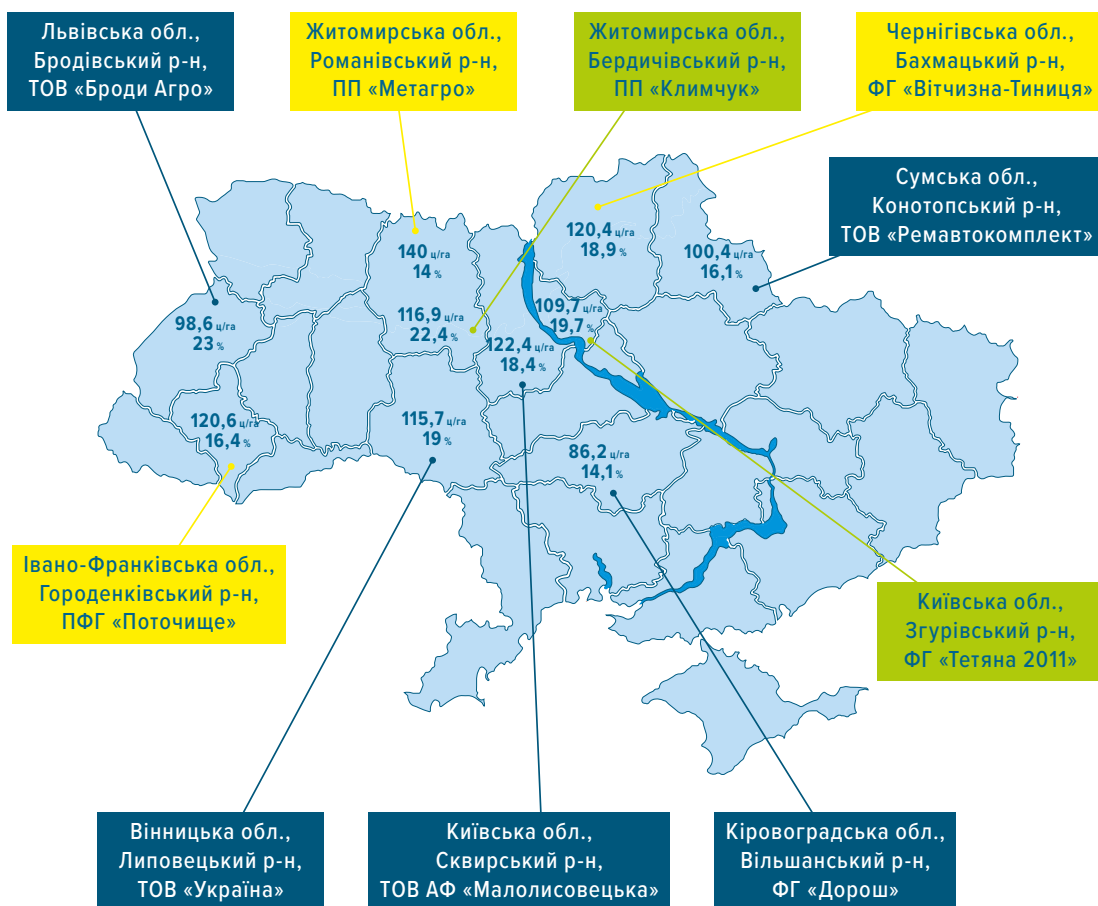 Львівська обл.,
Бродівський р-н,
ТОВ «Броди Агро»
Житомирська обл.,
Романівський р-н,
ПП «Метагро»
Житомирська обл.,
Бердичівський р-н,
ПП «Климчук»
Чернігівська обл.,
Бахмацький р-н,
ФГ «Вітчизна-Тиниця»
Сумська обл.,
Конотопський р-н,
ТОВ «Ремавтокомплект»
140 ц/га
14 %
120,4 ц/га
18,9 %
100,4 ц/га
16,1 %
98,6 ц/га
23 %
116,9 ц/га
22,4 %
109,7 ц/га
19,7 %
122,4 ц/га
18,4 %
120,6 ц/га
16,4 %
115,7 ц/га
19 %
86,2 ц/га
14,1 %
Івано-Франківська обл.,
Городенківський р-н,
ПФГ «Поточище»
Київська обл.,
Згурівський р-н,
ФГ «Тетяна 2011»
Вінницька обл.,
Липовецький р-н,
ТОВ «Україна»
Київська обл.,
Сквирський р-н,
ТОВ АФ «Малолисовецька»
Кіровоградська обл.,
Вільшанський р-н,
ФГ «Дорош»